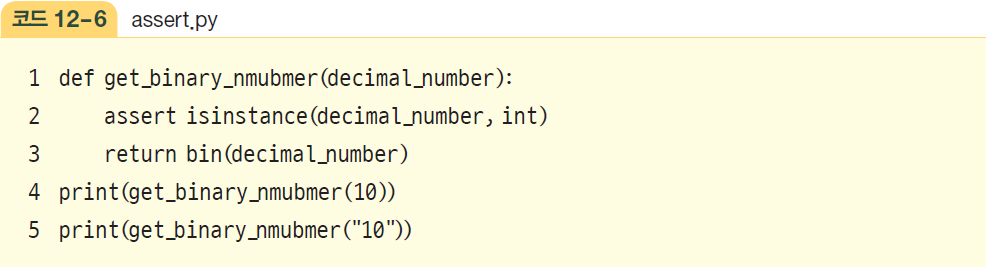 코드 12-6 assert.py
1 def get_binary_nmubmer(decimal_number):
2     assert isinstance(decimal_number, int)
3     return bin(decimal_number)
4 print(get_binary_nmubmer(10))
5 print(get_binary_nmubmer("10"))